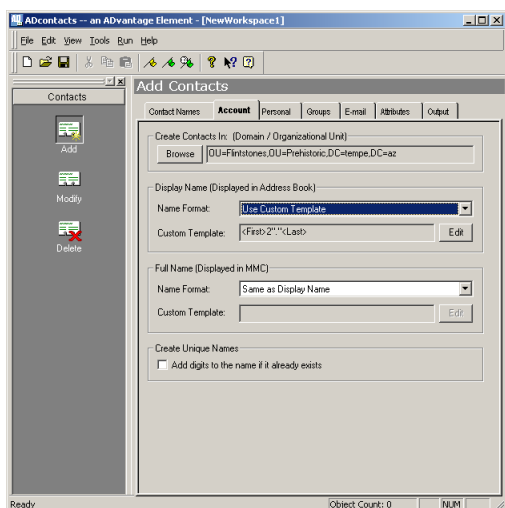 ADcontacts -- an ADvantage Element - [NewWorkspace1]
File Edit View Tools Run Help
Contacts
Add
Modify
Delete
Add Contacts
Contact Names Account Personal Groups E-mail Attributes Output
Create Contacts In: (Domain / Organizational Unit)
Browse OU=Flintstones,OU=Prehistoric,DC=tempe,DC=az
Display Name (Displayed in Address Book)
Name Format: Use Custom Template
Custom Template: <First>2"."<Last> Edit
Full Name (Displayed in MMC)
Name Format: Same as Display Name
Custom Template: Edit
Create Unique Names
Add digits to the name if it already exists
Ready Object Count: 0 NUM